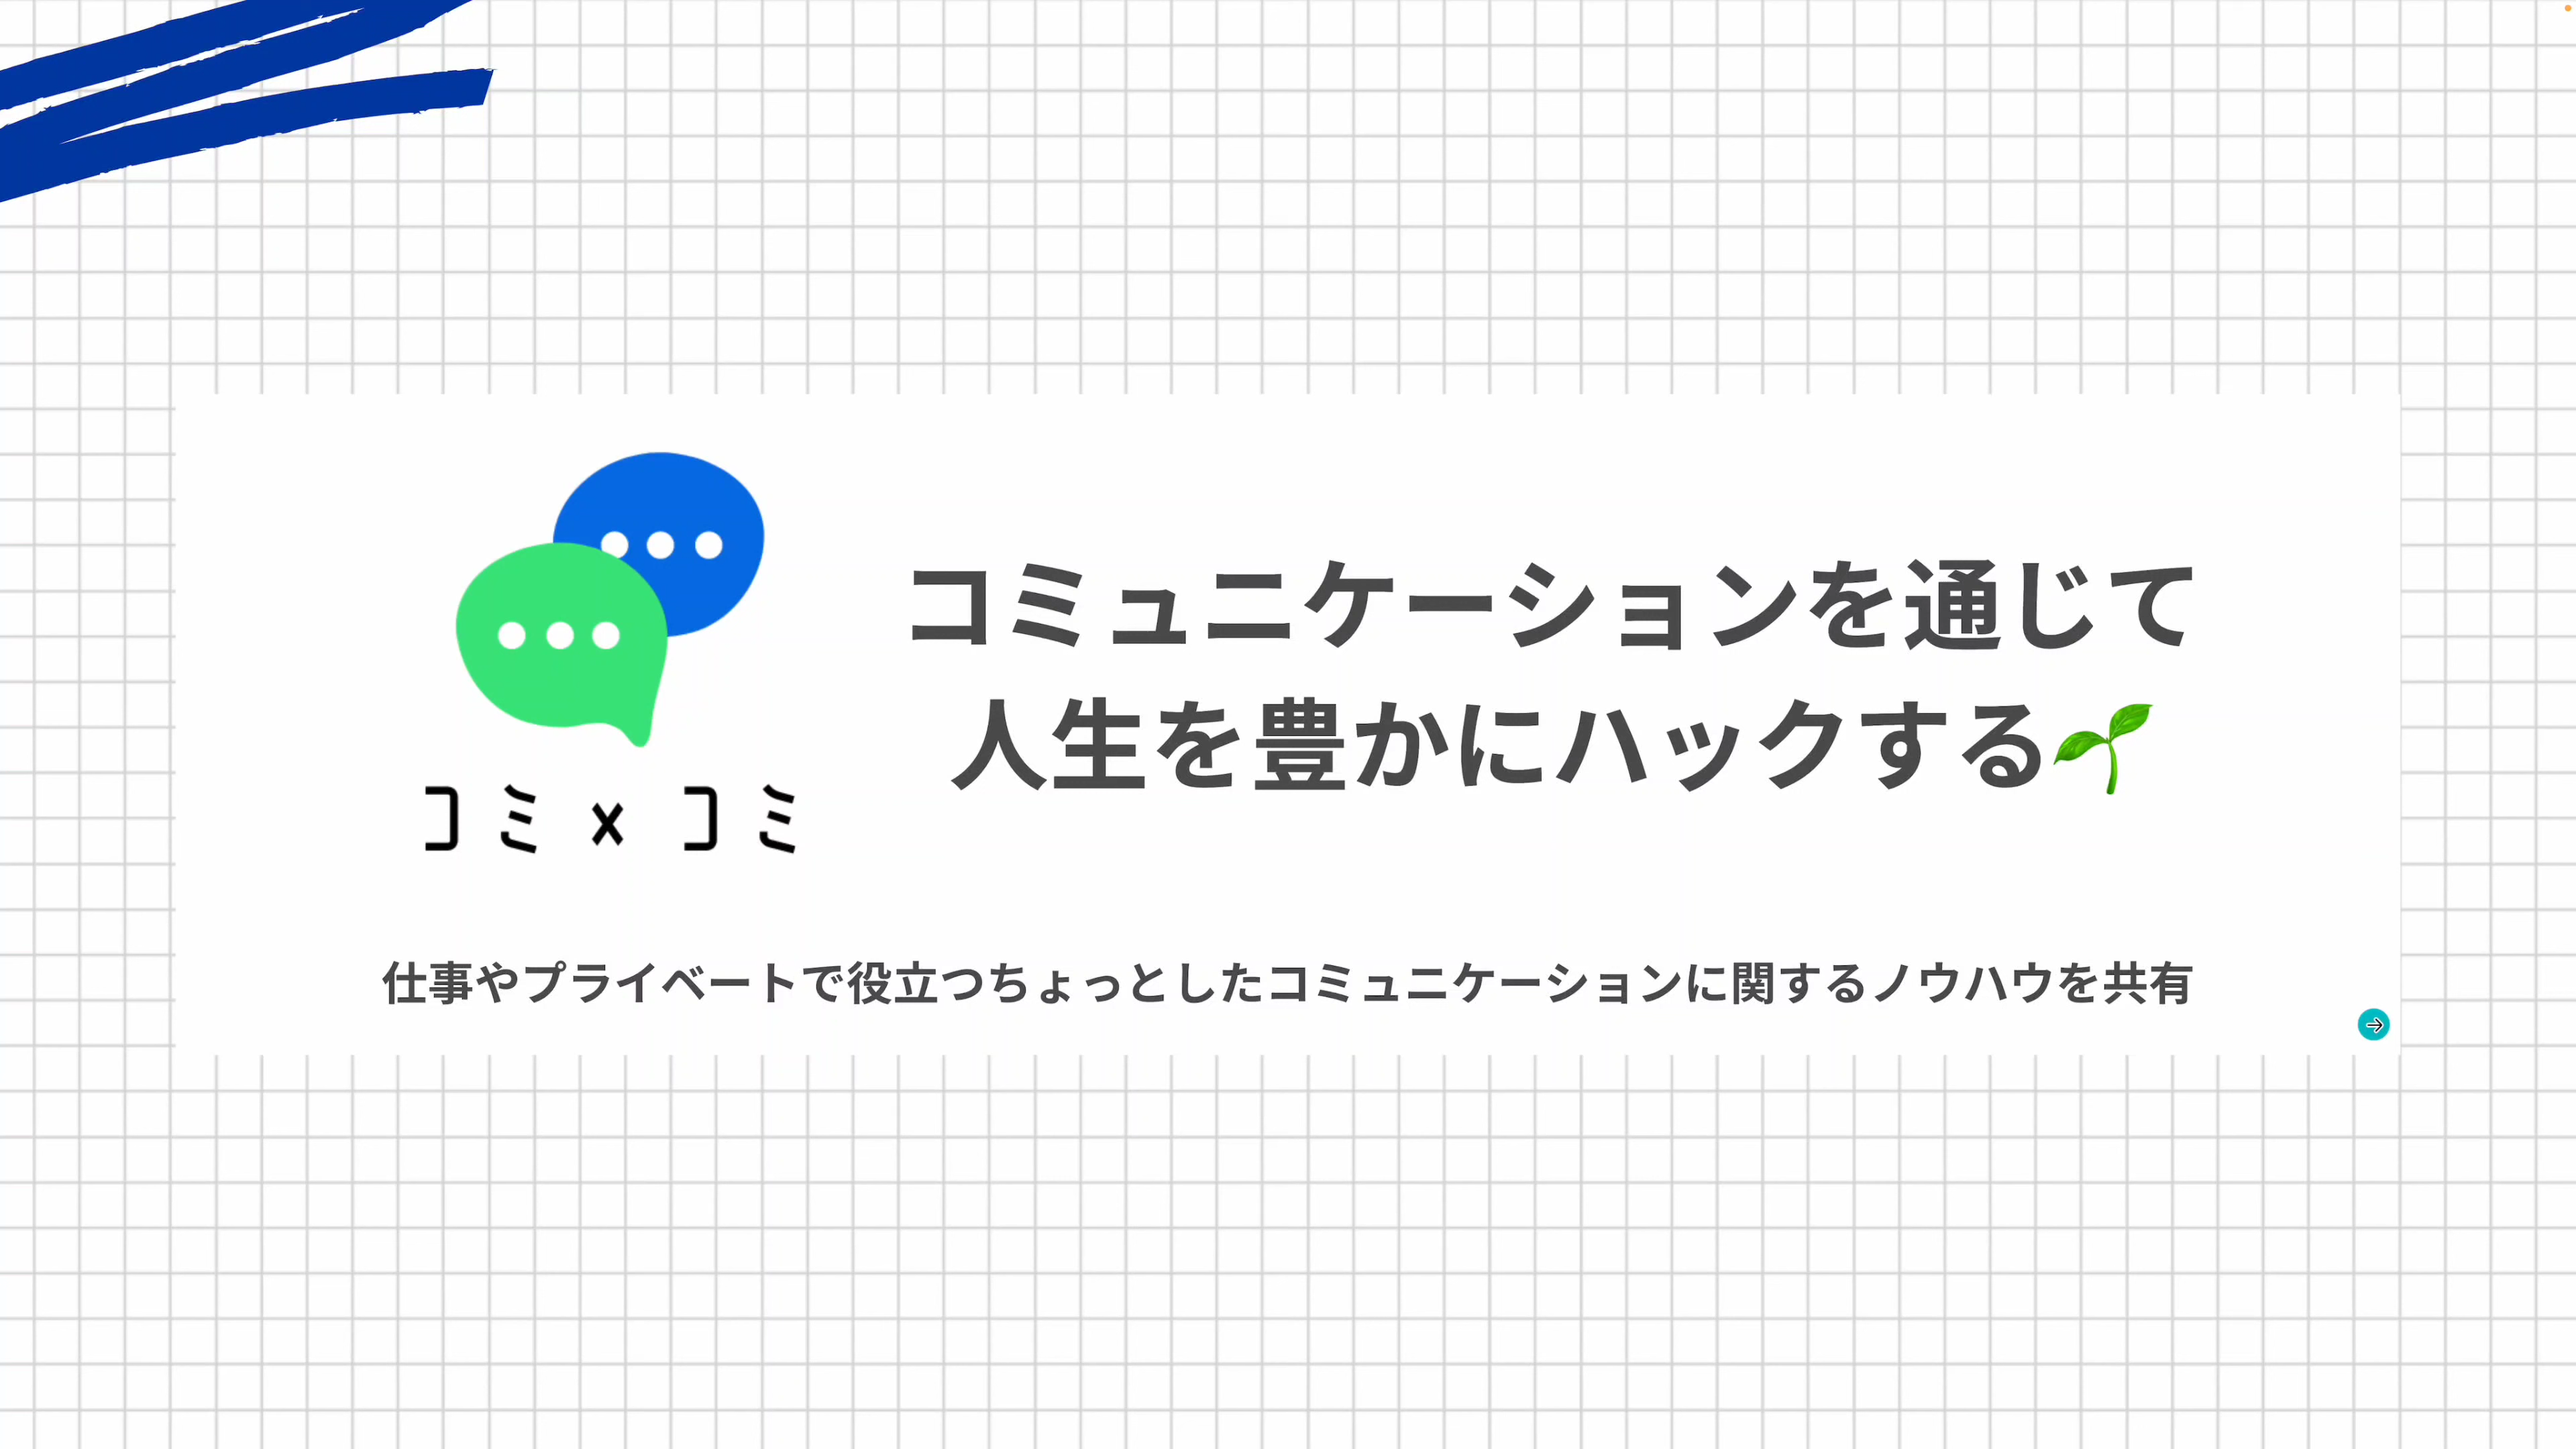 コミュニケーションを通じて
人生を豊かにハックする🌱
コミ x コミ
仕事やプライベートで役立つちょっとしたコミュニケーションに関するノウハウを共有